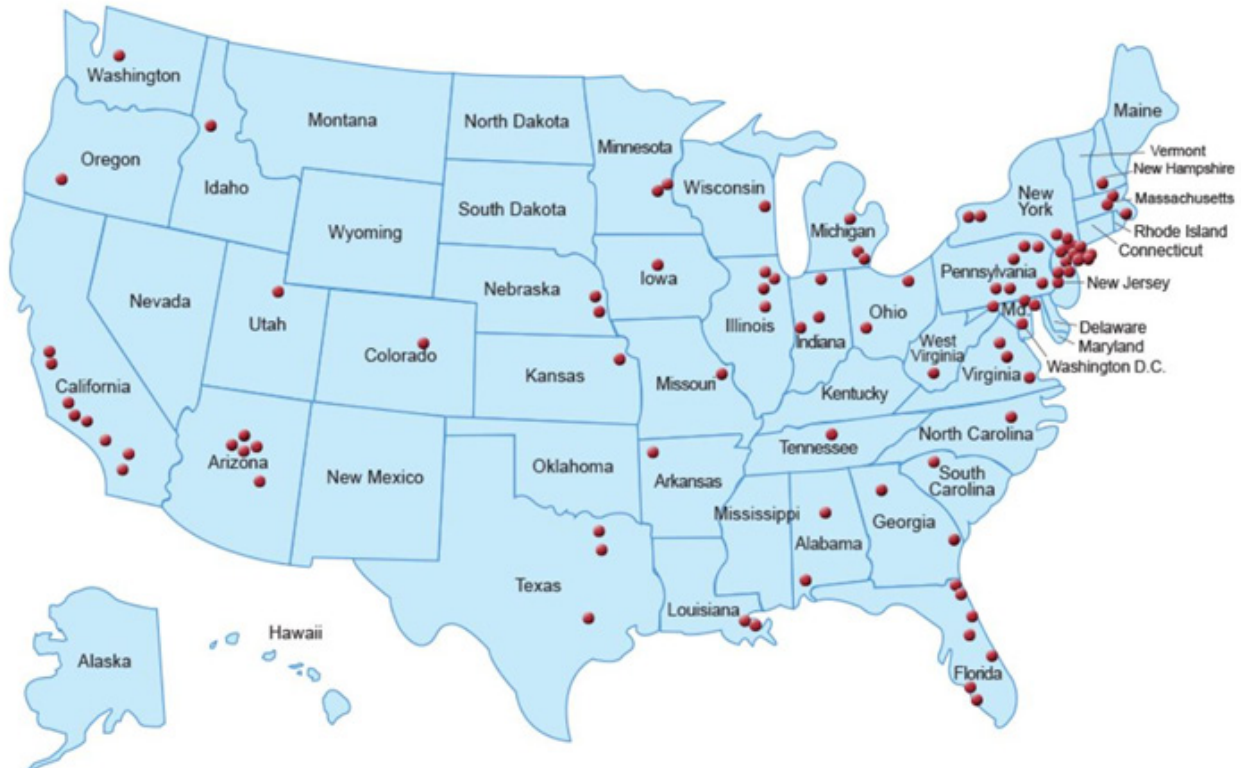 Washington
Montana
North Dakota
Minnesota
Maine
Oregon
Idaho
Vermont
New Hampshire
Wisconsin
New
York
Massachusetts
South Dakota
Wyoming
Michigan
Rhode Island
Connecticut
Nebraska
Iowa
Pennsylvania
New Jersey
Nevada
Utah
Illinois
Indiana
Ohio
Md.
Delaware
Maryland
Washington D.C.
West
Virginia
Virginia
Colorado
Kansas
Missouri
Kentucky
California
Arizona
New Mexico
Oklahoma
Arkansas
Tennessee
North Carolina
South
Carolina
Mississippi
Alabama
Georgia
Texas
Louisiana
Florida
Alaska
Hawaii